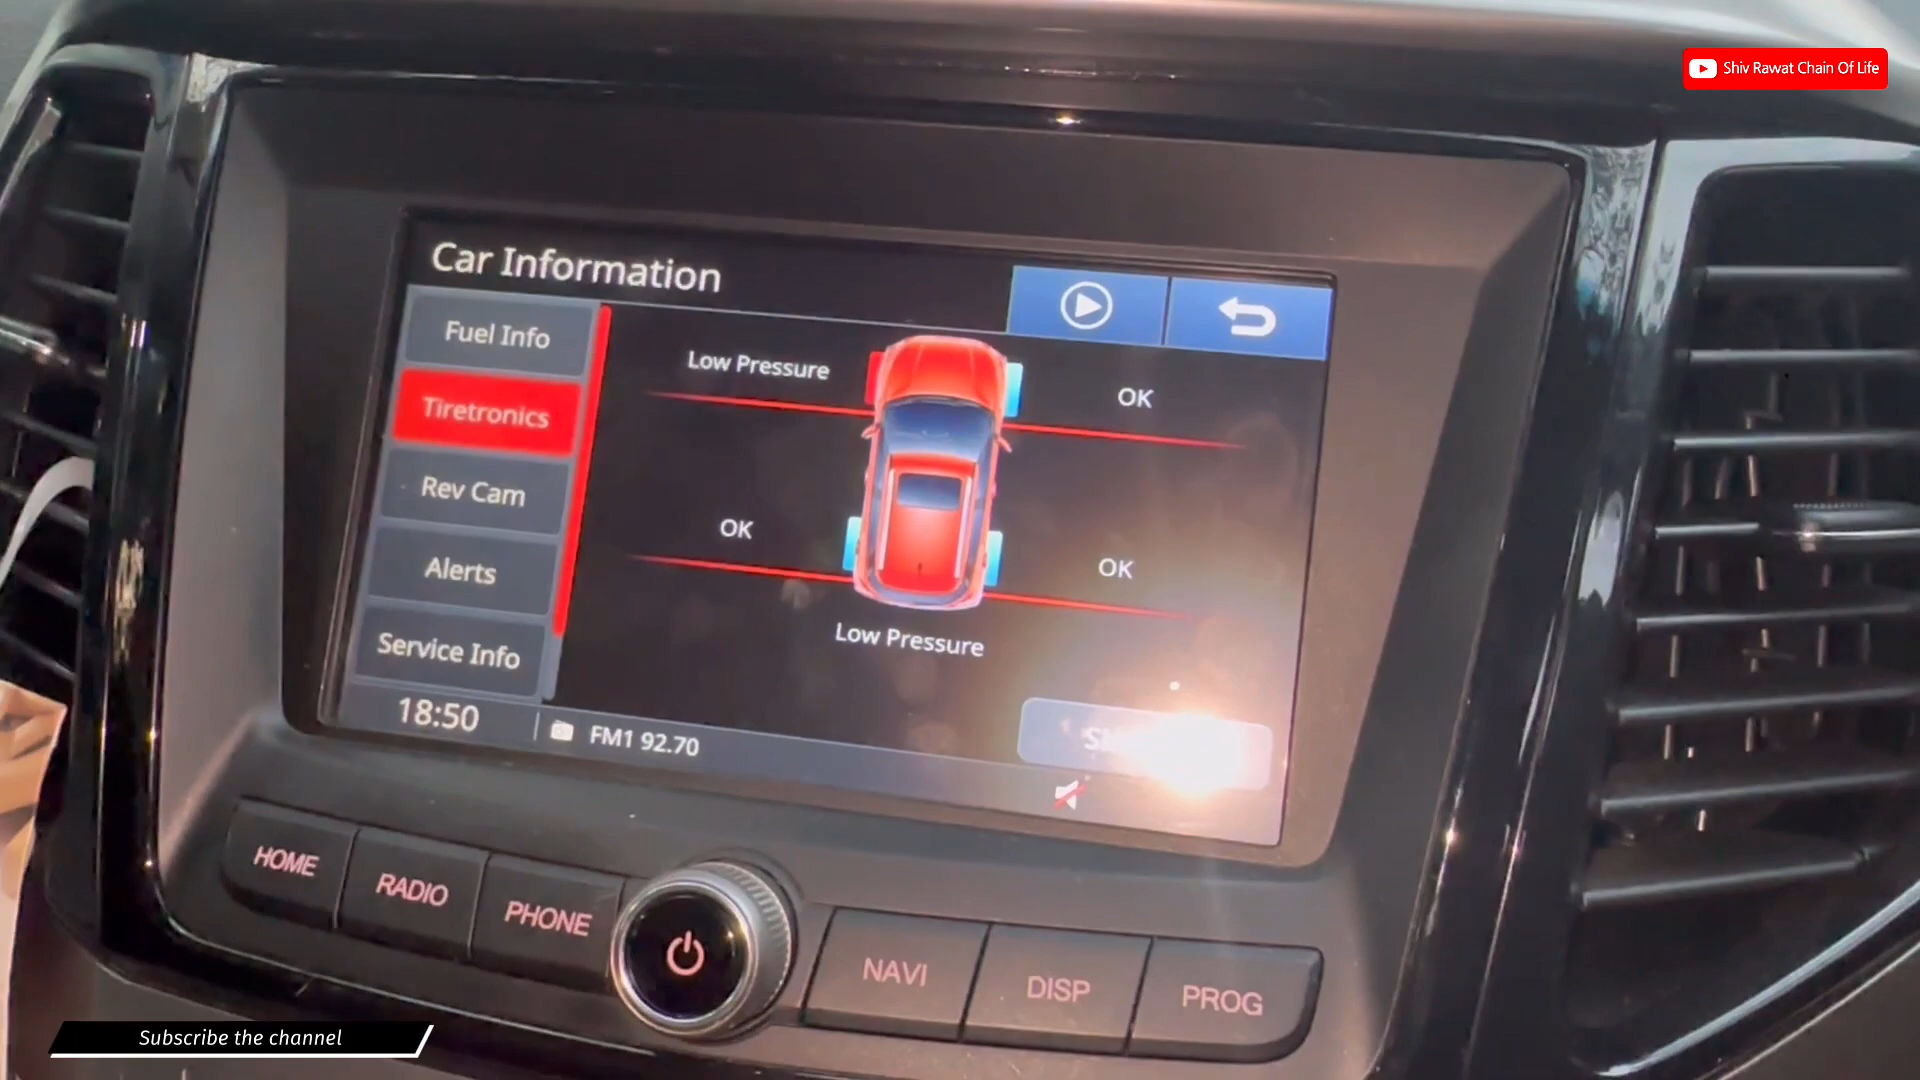 Shiv Rawat Chain Of Life
Car Information
Fuel Info
Tiretronics
Rev Cam
Alerts
Service Info
Low Pressure
OK
OK
OK
Low Pressure
18:50
FM1 92.70
HOME
RADIO
PHONE
NAVI
DISP
PROG
Subscribe the channel